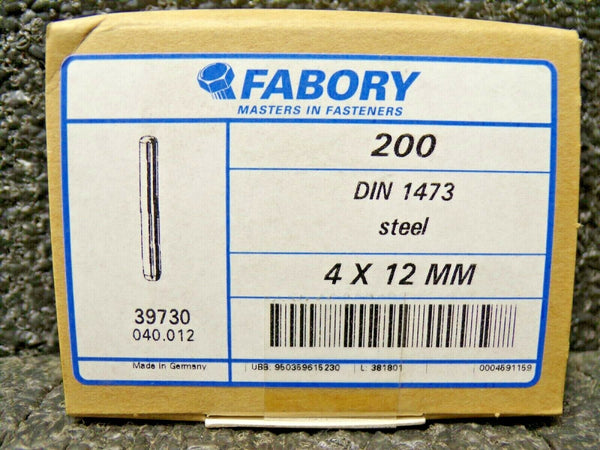 FABORY
MASTERS IN FASTENERS
200
DIN 1473
steel
4 X 12 MM
39730
040.012
Made in Germany
UBB: 950359615230 L: 381801 0004691159